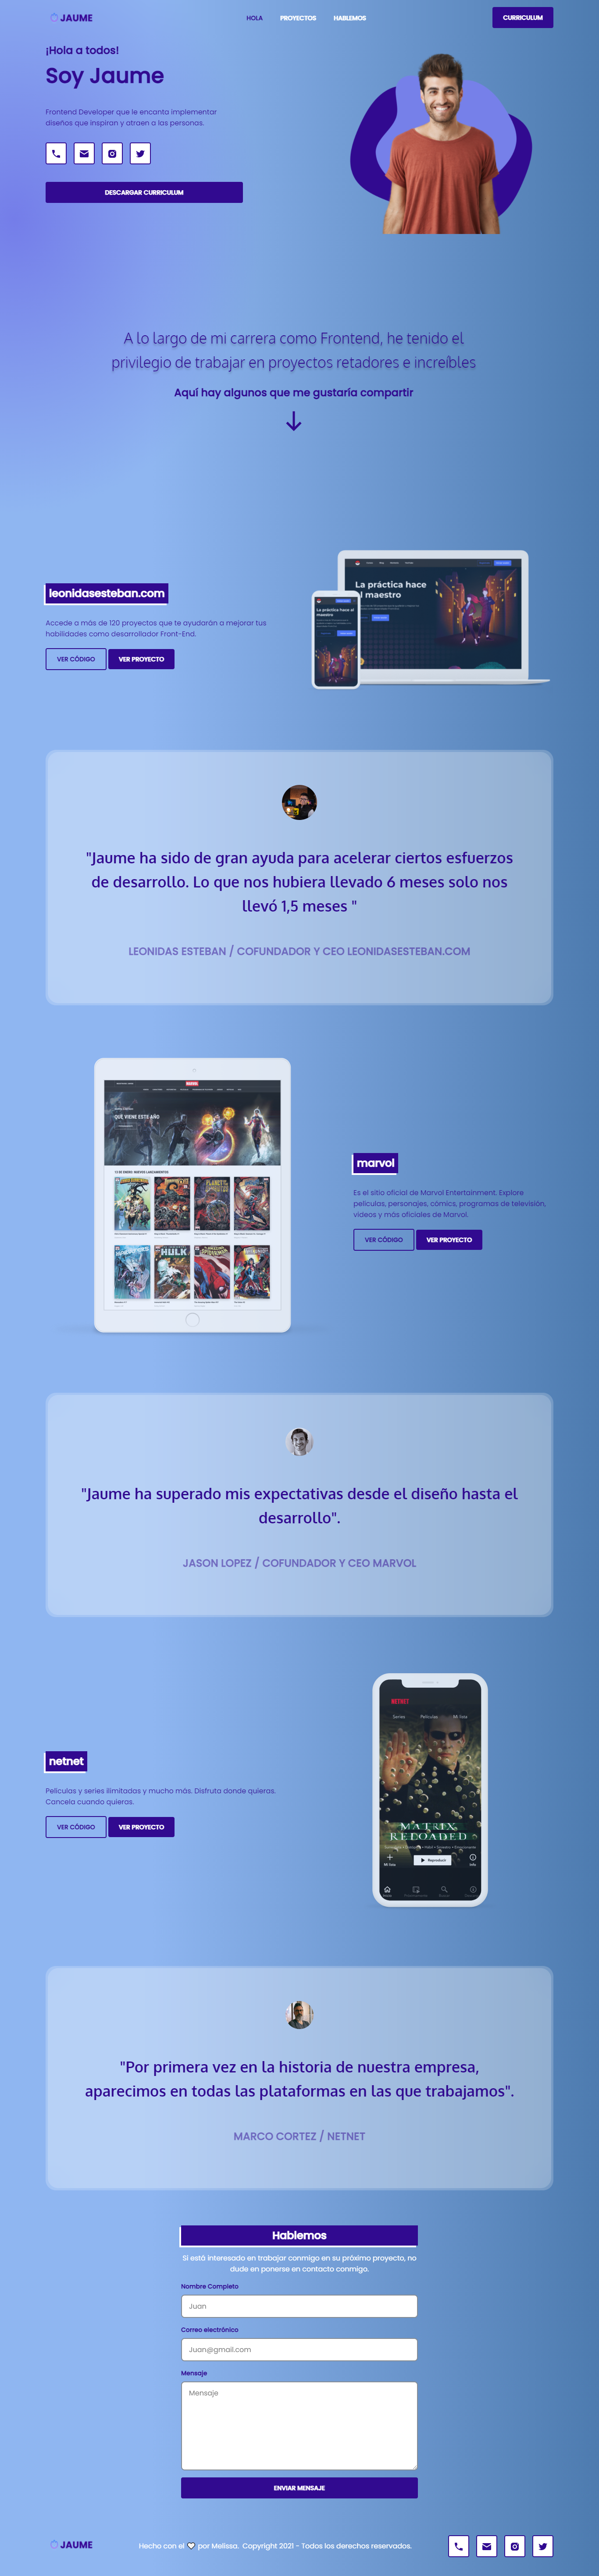 JAUME
HOLA
PROYECTOS
HABLEMOS
CURRICULUM
¡Hola a todos!
Soy Jaume
Frontend Developer que le encanta implementar
diseños que inspiran y atraen a las personas.
DESCARGAR CURRICULUM
A lo largo de mi carrera como Frontend, he tenido el
privilegio de trabajar en proyectos retadores e increíbles
Aquí hay algunos que me gustaría compartir
leonidasesteban.com
Accede a más de 120 proyectos que te ayudarán a mejorar tus
habilidades como desarrollador Front-End.
VER CÓDIGO
VER PROYECTO
La práctica hace
al maestro
La práctica hace al
maestro
"Jaume ha sido de gran ayuda para acelerar ciertos esfuerzos
de desarrollo. Lo que nos hubiera llevado 6 meses solo nos
llevó 1,5 meses "
LEONIDAS ESTEBAN / COFUNDADOR Y CEO LEONIDASESTEBAN.COM
MARVEL
QUÉ VIENE ESTE AÑO
HULK
marvol
Es el sitio oficial de Marvol Entertainment. Explore
películas, personajes, cómics, programas de televisión,
videos y más oficiales de Marvol.
VER CÓDIGO
VER PROYECTO
"Jaume ha superado mis expectativas desde el diseño hasta el
desarrollo".
JASON LOPEZ / COFUNDADOR Y CEO MARVOL
netnet
Películas y series ilimitadas y mucho más. Disfruta donde quieras.
Cancela cuando quieras.
VER CÓDIGO
VER PROYECTO
NETNET
Series
Películas
Mi lista
MATRIX
RELOADED
Mi lista
Reproducir
Info
"Por primera vez en la historia de nuestra empresa,
aparecimos en todas las plataformas en las que trabajamos".
MARCO CORTEZ / NETNET
Hablemos
Si está interesado en trabajar conmigo en su próximo proyecto, no
dude en ponerse en contacto conmigo.
Nombre Completo
Juan
Correo electrónico
Juan@gmail.com
Mensaje
Mensaje
ENVIAR MENSAJE
JAUME
Hecho con el 🤍 por Melissa. Copyright 2021 - Todos los derechos reservados.